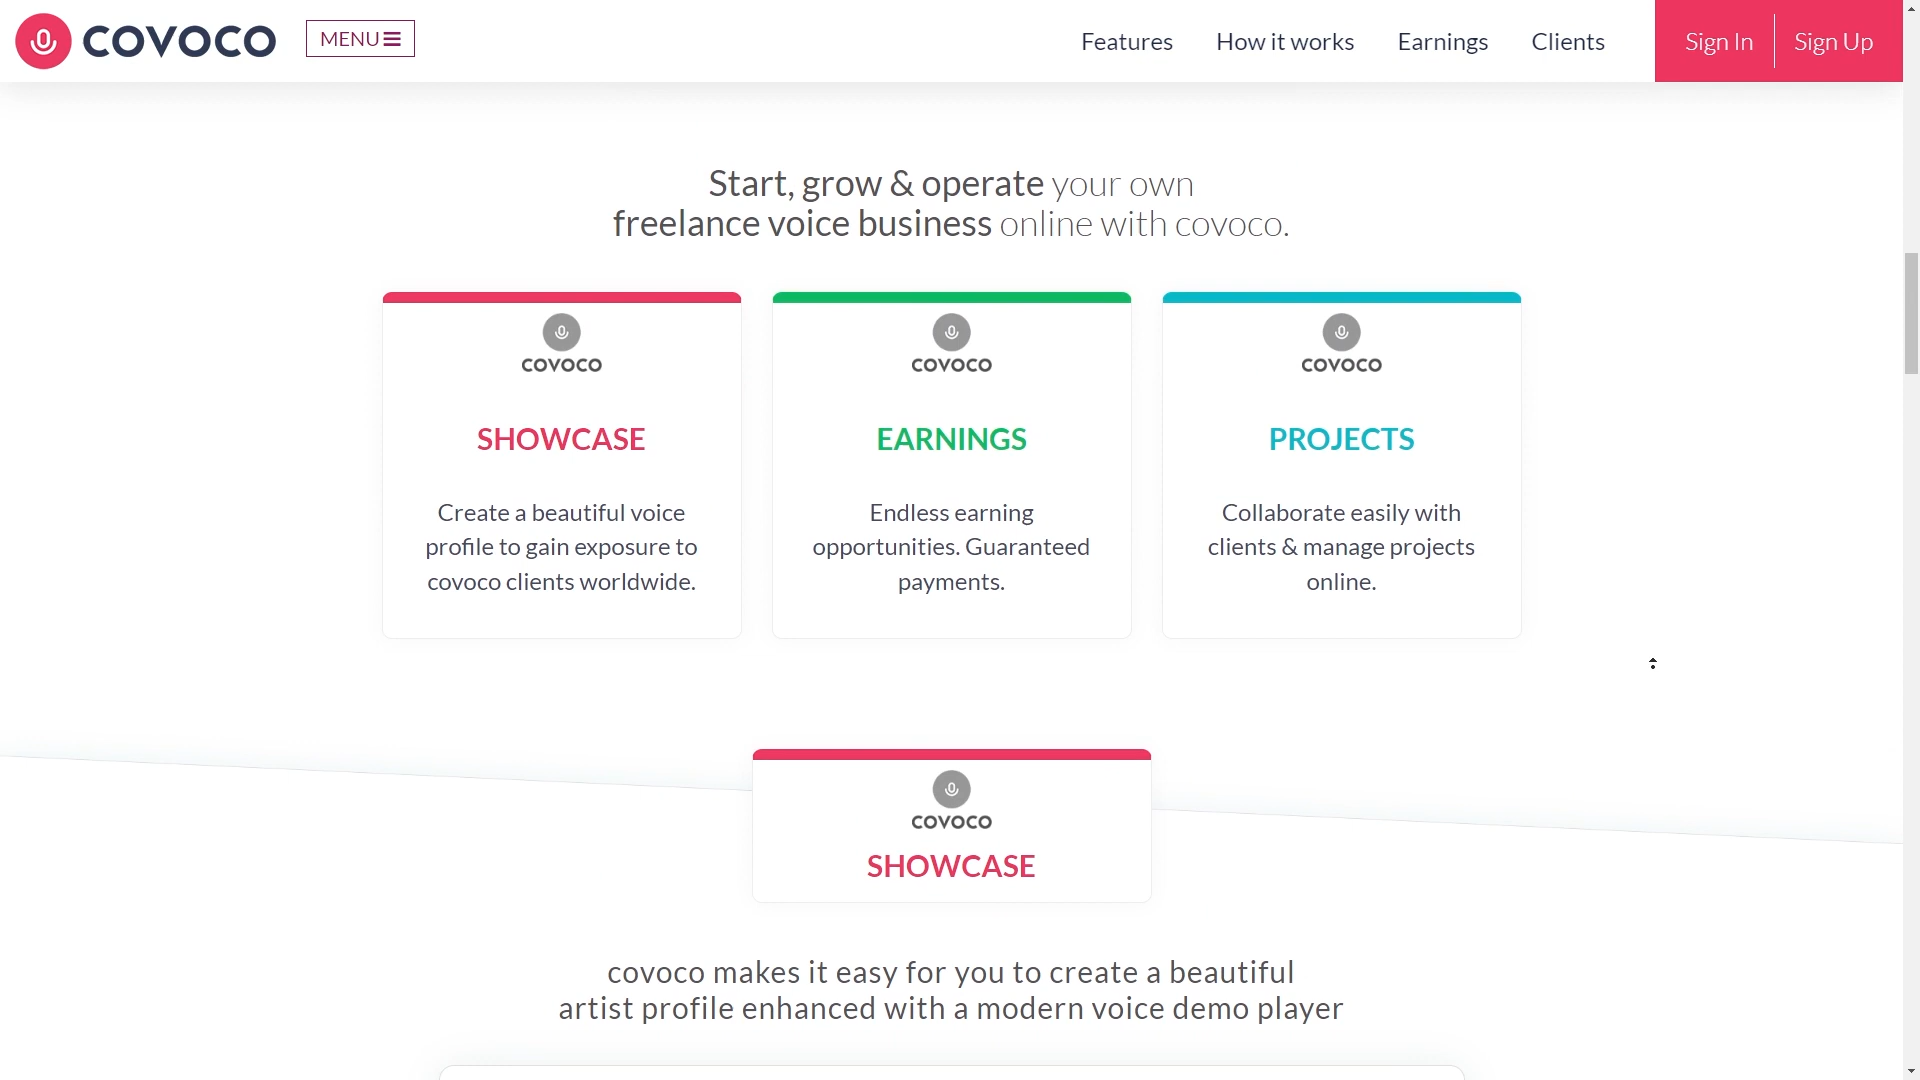 covoco
MENU
Features
How it works
Earnings
Clients
Sign In
Sign Up
Start, grow & operate your own
freelance voice business online with covoco.
covoco
SHOWCASE
Create a beautiful voice
profile to gain exposure to
covoco clients worldwide.
covoco
EARNINGS
Endless earning
opportunities. Guaranteed
payments.
covoco
PROJECTS
Collaborate easily with
clients & manage projects
online.
covoco
SHOWCASE
covoco makes it easy for you to create a beautiful
artist profile enhanced with a modern voice demo player